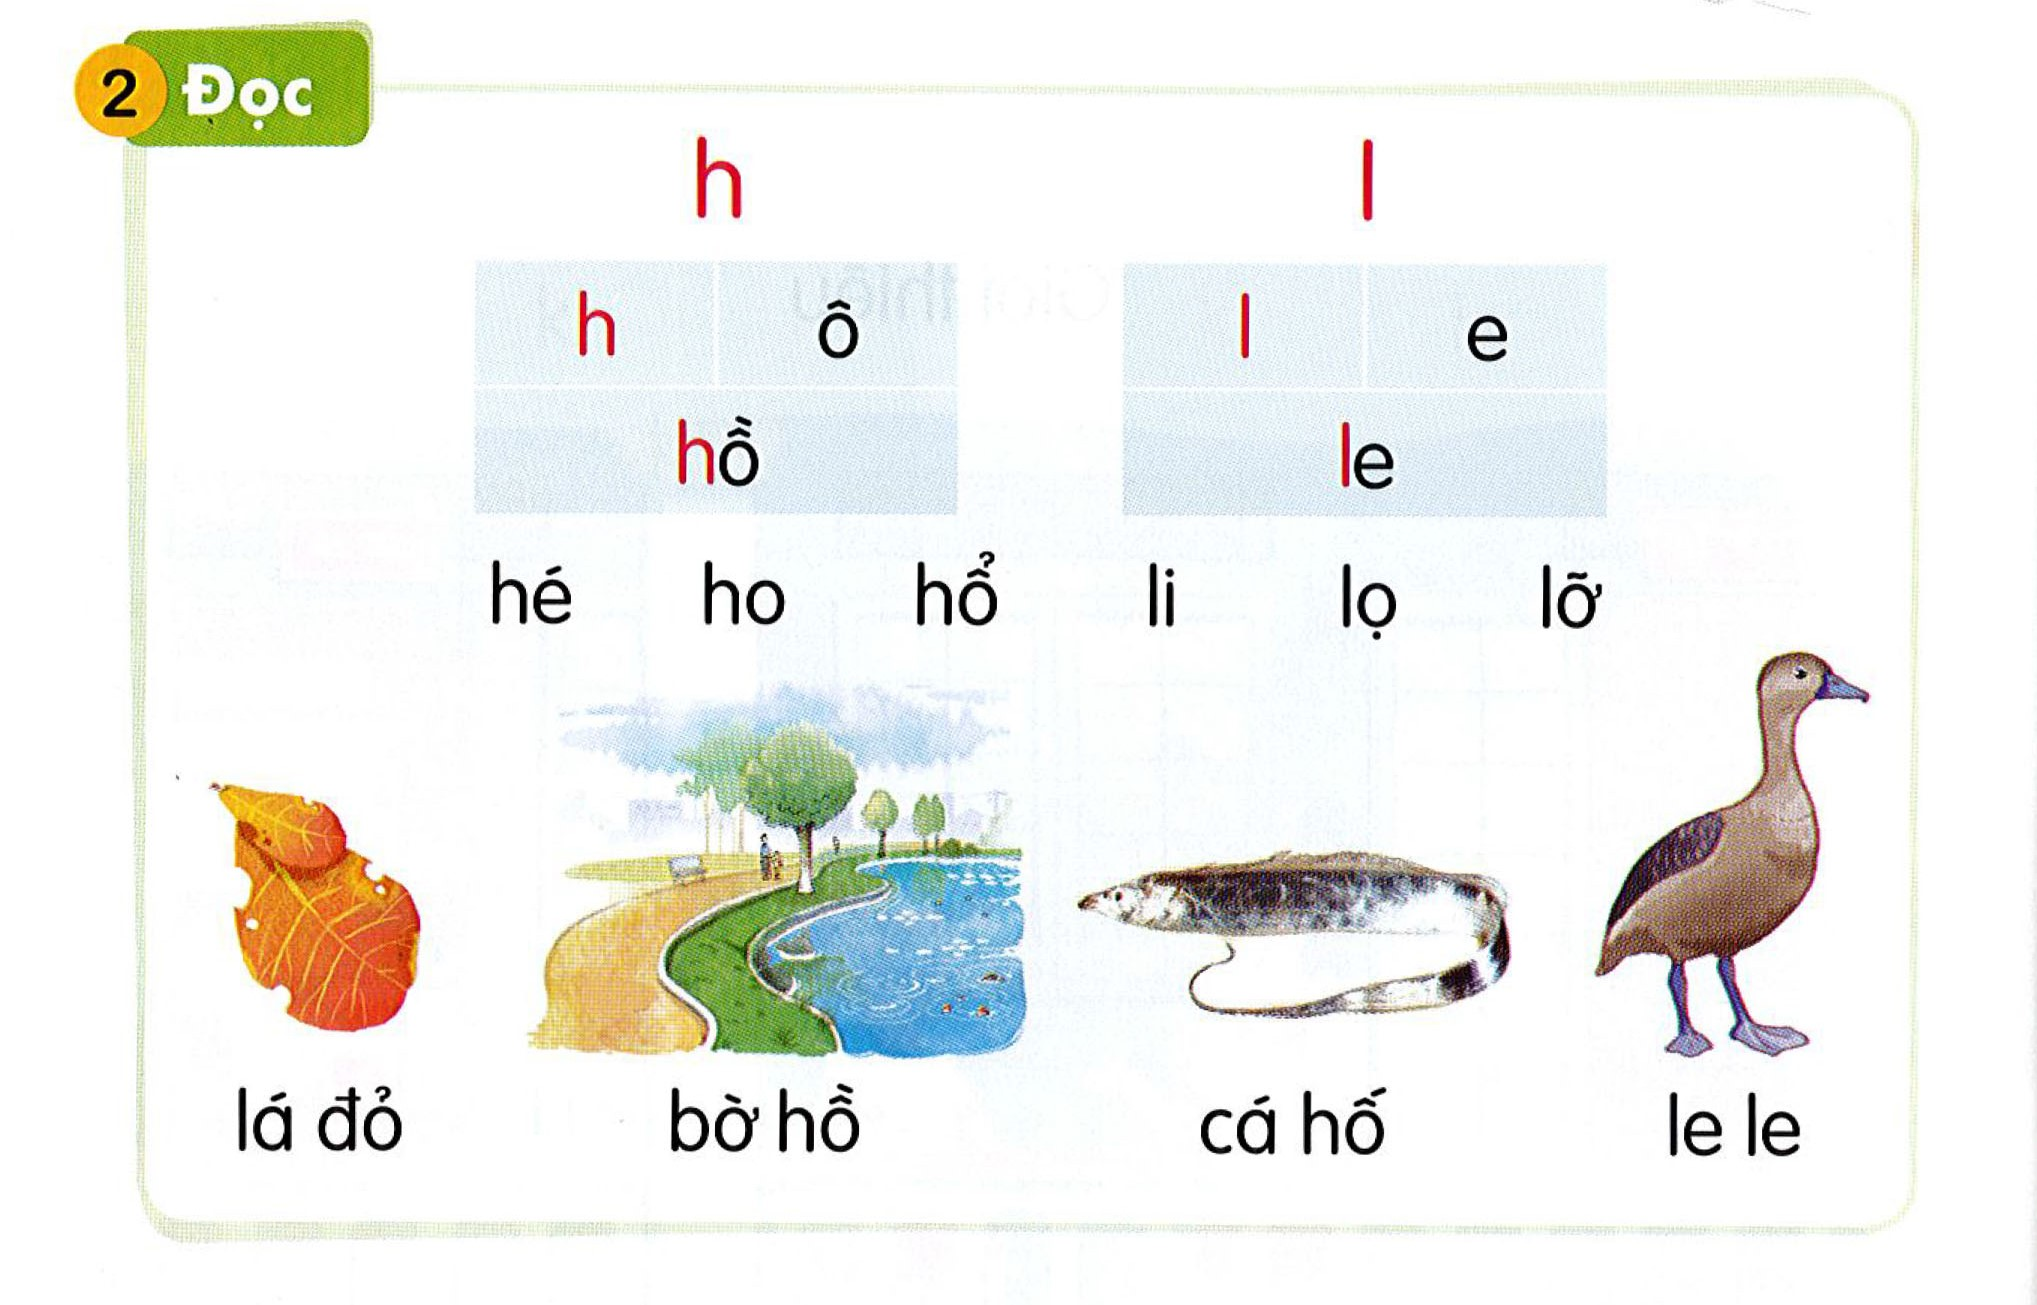 2 Đọc
h l
h ô l e
hồ le
hé ho hổ li lọ lỡ
lá đỏ bờ hồ cá hố le le